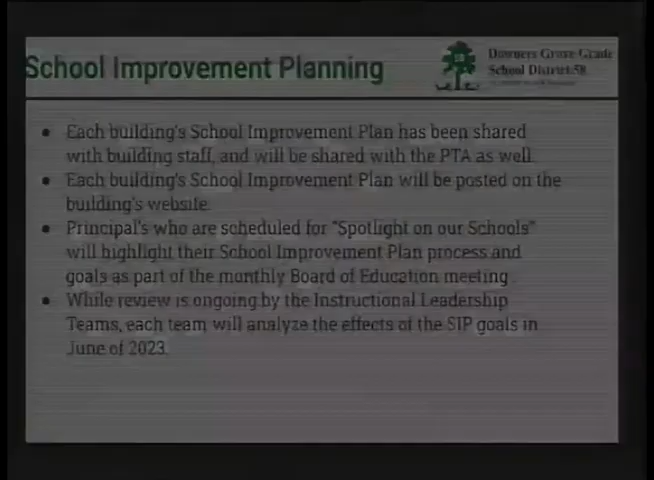 School Improvement Planning
Downers Grove Grade
School District 58
● Each building's School Improvement Plan has been shared
with building staff, and will be shared with the PTA as well.
● Each building's School Improvement Plan will be posted on the
building's website.
● Principal's who are scheduled for "Spotlight on our Schools"
will highlight their School Improvement Plan process and
goals as part of the monthly Board of Education meeting
● While review is ongoing by the Instructional Leadership
Teams, each team will analyze the effects of the SIP goals in
June of 2023.